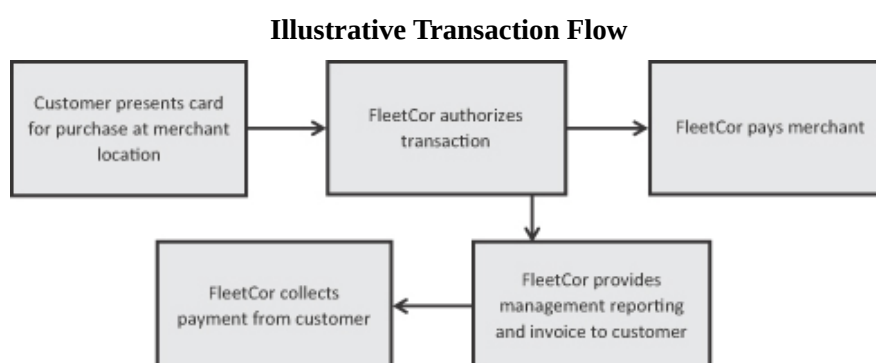 Illustrative Transaction Flow
Customer presents card
for purchase at merchant
location
FleetCor authorizes
transaction
FleetCor pays merchant
FleetCor collects
payment from customer
FleetCor provides
management reporting
and invoice to customer